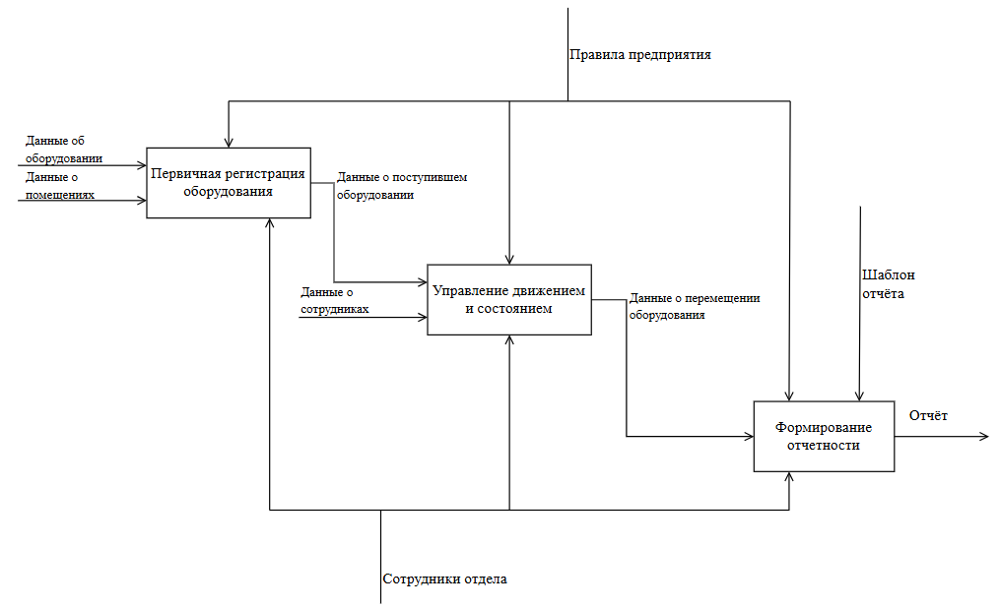 Правила предприятия
Данные об
оборудовании
Данные о
помещениях
Первичная регистрация
оборудования
Данные о поступившем
оборудовании
Данные о
сотрудниках
Управление движением
и состоянием
Данные о перемещении
оборудования
Шаблон
отчёта
Формирование
отчетности
Отчёт
Сотрудники отдела